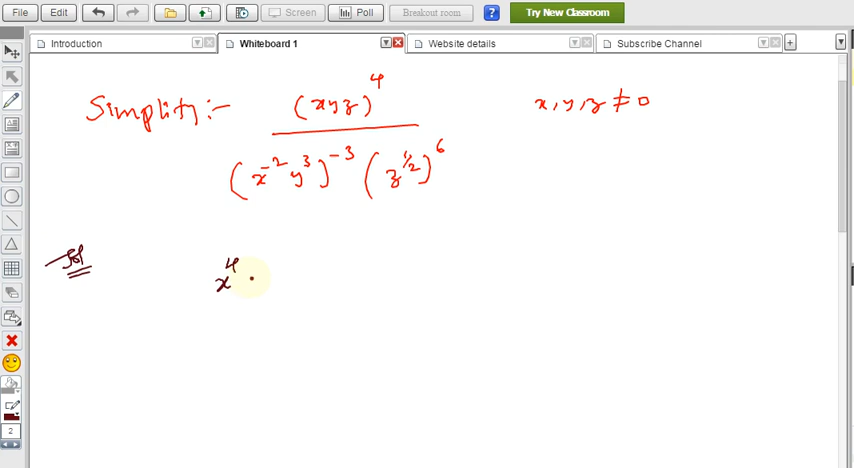 File Edit Screen Poll Breakout room ? Try New Classroom
Introduction Whiteboard 1 Website details Subscribe Channel
Simplify:- (xyz)^4 x, y, z ≠ 0
(x^-2 y^3)^-3 (z^1/2)^6
Sol
x^4 .
2